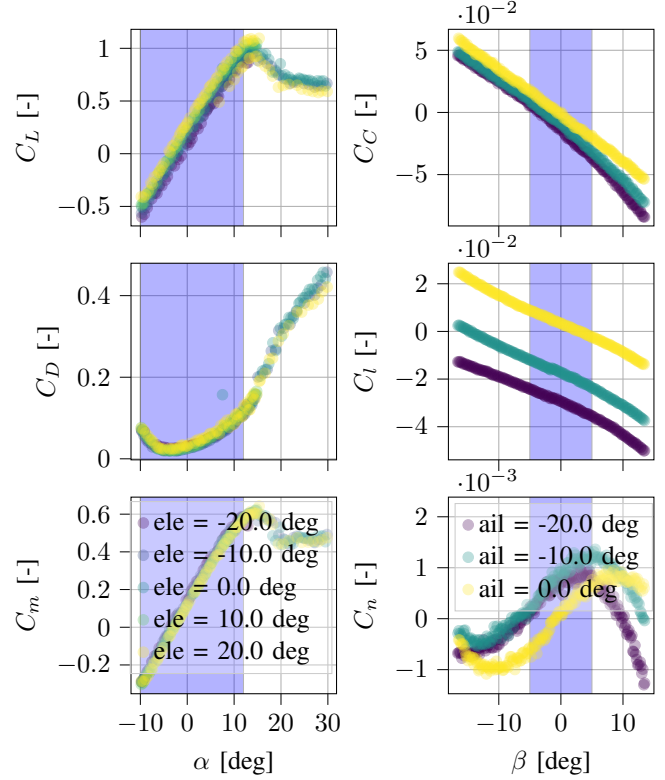 ·10⁻²
1
0.5
0
−0.5
C_L [-]
5
0
−5
C_C [-]
·10⁻²
0.4
0.2
0
C_D [-]
2
0
−2
−4
C_l [-]
·10⁻³
0.6
0.4
0.2
0
−0.2
C_m [-]
ele = -20.0 deg
ele = -10.0 deg
ele = 0.0 deg
ele = 10.0 deg
ele = 20.0 deg
−10 0 10 20 30
α [deg]
2
1
0
−1
C_n [-]
ail = -20.0 deg
ail = -10.0 deg
ail = 0.0 deg
−10 0 10
β [deg]